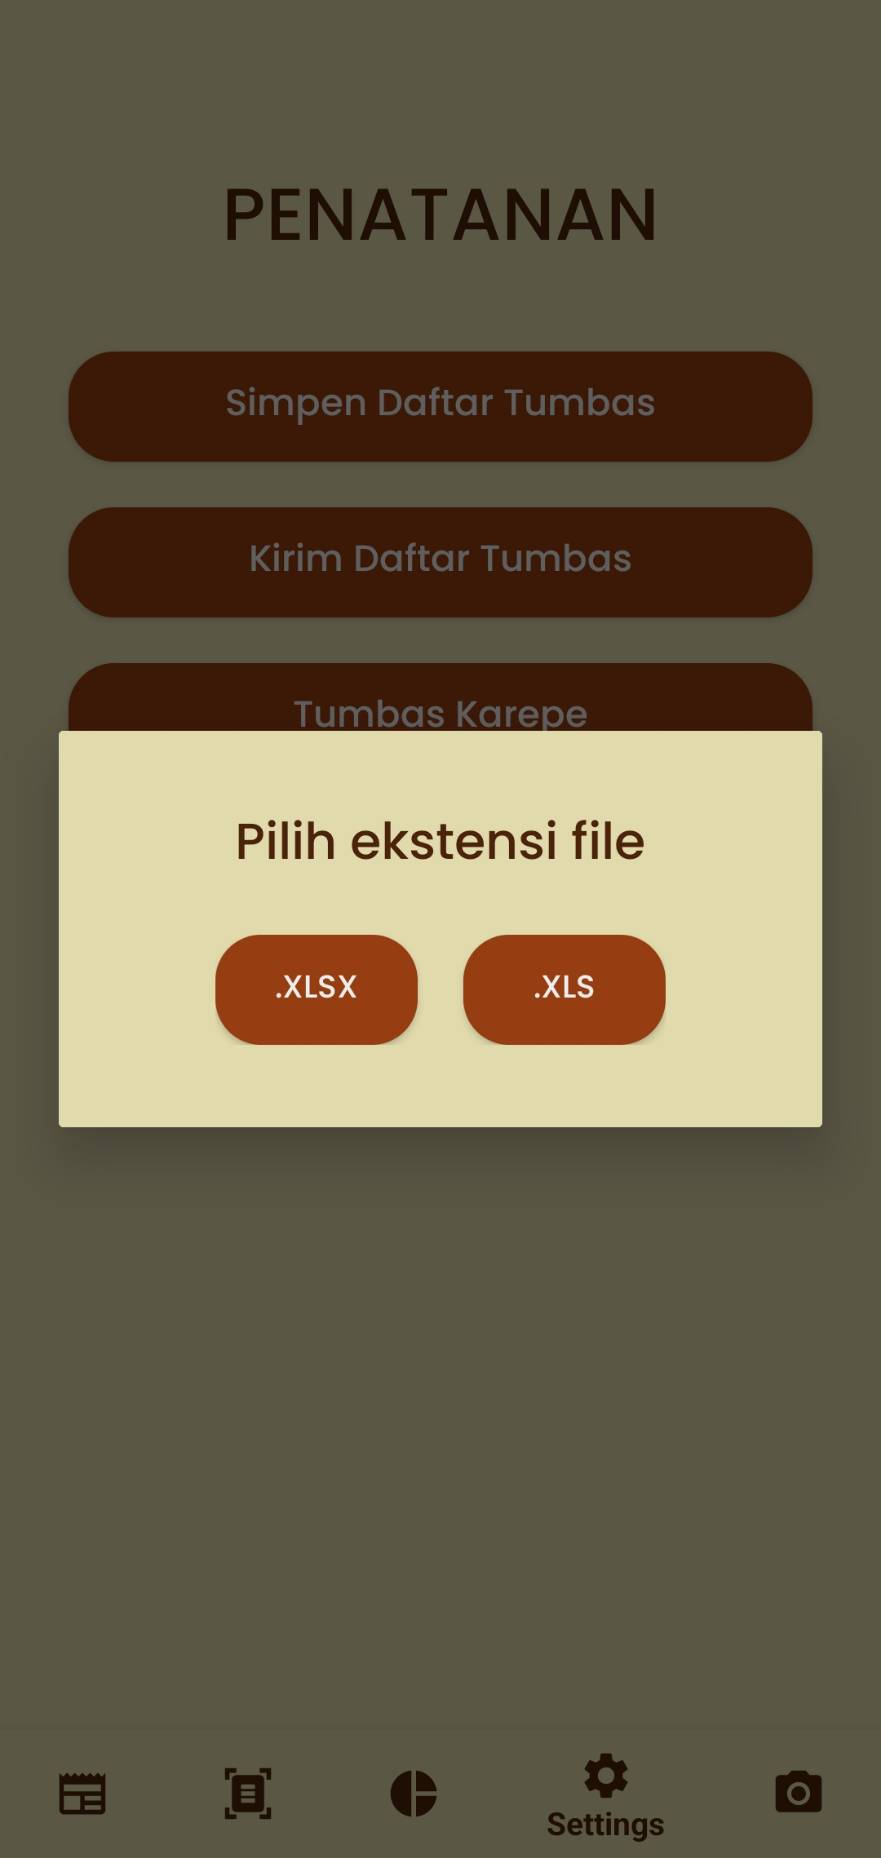 PENATANAN
Simpen Daftar Tumbas
Kirim Daftar Tumbas
Tumbas Karepe
Pilih ekstensi file
.XLSX
.XLS
Settings